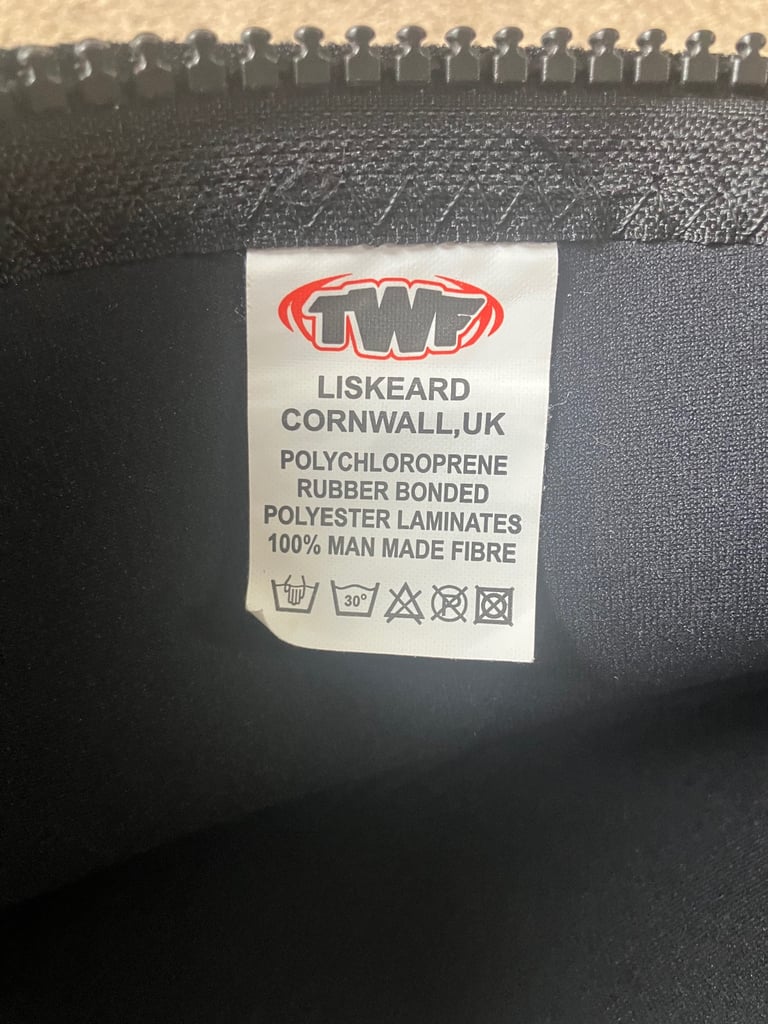 TWF
LISKEARD
CORNWALL,UK
POLYCHLOROPRENE
RUBBER BONDED
POLYESTER LAMINATES
100% MAN MADE FIBRE
30° P